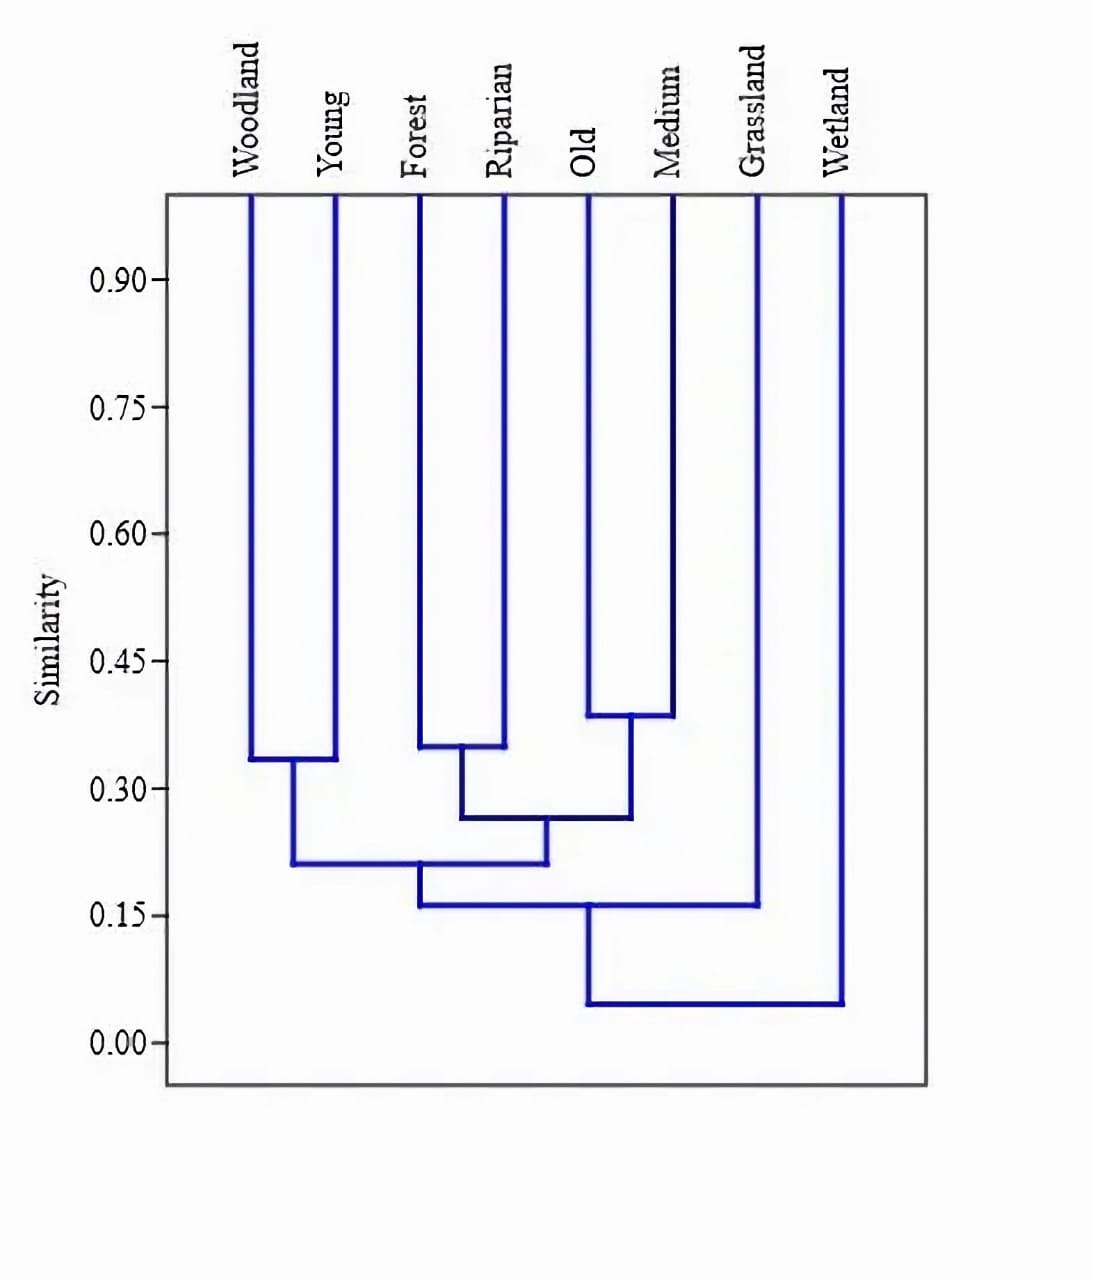 Woodland
Young
Forest
Riparian
Old
Medium
Grassland
Wetland
0.90
0.75
0.60
0.45
0.30
0.15
0.00
Similarity